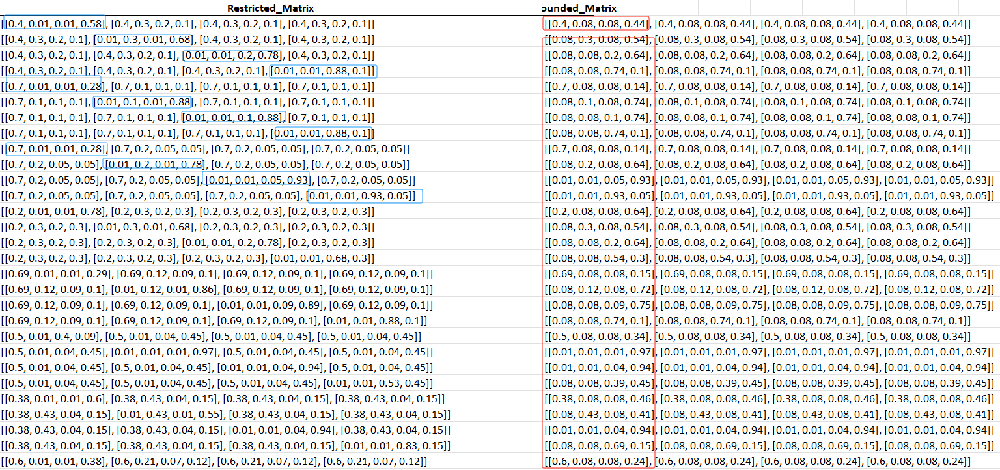 Restricted_Matrix ounded_Matrix
[[0.4, 0.01, 0.01, 0.58], [0.4, 0.3, 0.2, 0.1], [0.4, 0.3, 0.2, 0.1], [0.4, 0.3, 0.2, 0.1]] [[0.4, 0.08, 0.08, 0.44], [0.4, 0.08, 0.08, 0.44], [0.4, 0.08, 0.08, 0.44], [0.4, 0.08, 0.08, 0.44]]
[[0.4, 0.3, 0.2, 0.1], [0.01, 0.3, 0.01, 0.68], [0.4, 0.3, 0.2, 0.1], [0.4, 0.3, 0.2, 0.1]] [[0.08, 0.3, 0.08, 0.54], [0.08, 0.3, 0.08, 0.54], [0.08, 0.3, 0.08, 0.54], [0.08, 0.3, 0.08, 0.54]]
[[0.4, 0.3, 0.2, 0.1], [0.4, 0.3, 0.2, 0.1], [0.01, 0.01, 0.2, 0.78], [0.4, 0.3, 0.2, 0.1]] [[0.08, 0.08, 0.2, 0.64], [0.08, 0.08, 0.2, 0.64], [0.08, 0.08, 0.2, 0.64], [0.08, 0.08, 0.2, 0.64]]
[[0.4, 0.3, 0.2, 0.1], [0.4, 0.3, 0.2, 0.1], [0.4, 0.3, 0.2, 0.1], [0.01, 0.01, 0.88, 0.1]] [[0.08, 0.08, 0.74, 0.1], [0.08, 0.08, 0.74, 0.1], [0.08, 0.08, 0.74, 0.1], [0.08, 0.08, 0.74, 0.1]]
[[0.7, 0.01, 0.01, 0.28], [0.7, 0.1, 0.1, 0.1], [0.7, 0.1, 0.1, 0.1], [0.7, 0.1, 0.1, 0.1]] [[0.7, 0.08, 0.08, 0.14], [0.7, 0.08, 0.08, 0.14], [0.7, 0.08, 0.08, 0.14], [0.7, 0.08, 0.08, 0.14]]
[[0.7, 0.1, 0.1, 0.1], [0.01, 0.1, 0.01, 0.88], [0.7, 0.1, 0.1, 0.1], [0.7, 0.1, 0.1, 0.1]] [[0.08, 0.1, 0.08, 0.74], [0.08, 0.1, 0.08, 0.74], [0.08, 0.1, 0.08, 0.74], [0.08, 0.1, 0.08, 0.74]]
[[0.7, 0.1, 0.1, 0.1], [0.7, 0.1, 0.1, 0.1], [0.01, 0.01, 0.1, 0.88], [0.7, 0.1, 0.1, 0.1]] [[0.08, 0.08, 0.1, 0.74], [0.08, 0.08, 0.1, 0.74], [0.08, 0.08, 0.1, 0.74], [0.08, 0.08, 0.1, 0.74]]
[[0.7, 0.1, 0.1, 0.1], [0.7, 0.1, 0.1, 0.1], [0.7, 0.1, 0.1, 0.1], [0.01, 0.01, 0.88, 0.1]] [[0.08, 0.08, 0.74, 0.1], [0.08, 0.08, 0.74, 0.1], [0.08, 0.08, 0.74, 0.1], [0.08, 0.08, 0.74, 0.1]]
[[0.7, 0.01, 0.01, 0.28], [0.7, 0.2, 0.05, 0.05], [0.7, 0.2, 0.05, 0.05], [0.7, 0.2, 0.05, 0.05]] [[0.7, 0.08, 0.08, 0.14], [0.7, 0.08, 0.08, 0.14], [0.7, 0.08, 0.08, 0.14], [0.7, 0.08, 0.08, 0.14]]
[[0.7, 0.2, 0.05, 0.05], [0.01, 0.2, 0.01, 0.78], [0.7, 0.2, 0.05, 0.05], [0.7, 0.2, 0.05, 0.05]] [[0.08, 0.2, 0.08, 0.64], [0.08, 0.2, 0.08, 0.64], [0.08, 0.2, 0.08, 0.64], [0.08, 0.2, 0.08, 0.64]]
[[0.7, 0.2, 0.05, 0.05], [0.7, 0.2, 0.05, 0.05], [0.01, 0.01, 0.05, 0.93], [0.7, 0.2, 0.05, 0.05]] [[0.01, 0.01, 0.05, 0.93], [0.01, 0.01, 0.05, 0.93], [0.01, 0.01, 0.05, 0.93], [0.01, 0.01, 0.05, 0.93]]
[[0.7, 0.2, 0.05, 0.05], [0.7, 0.2, 0.05, 0.05], [0.7, 0.2, 0.05, 0.05], [0.01, 0.01, 0.93, 0.05]] [[0.01, 0.01, 0.93, 0.05], [0.01, 0.01, 0.93, 0.05], [0.01, 0.01, 0.93, 0.05], [0.01, 0.01, 0.93, 0.05]]
[[0.2, 0.01, 0.01, 0.78], [0.2, 0.3, 0.2, 0.3], [0.2, 0.3, 0.2, 0.3], [0.2, 0.3, 0.2, 0.3]] [[0.2, 0.08, 0.08, 0.64], [0.2, 0.08, 0.08, 0.64], [0.2, 0.08, 0.08, 0.64], [0.2, 0.08, 0.08, 0.64]]
[[0.2, 0.3, 0.2, 0.3], [0.01, 0.3, 0.01, 0.68], [0.2, 0.3, 0.2, 0.3], [0.2, 0.3, 0.2, 0.3]] [[0.08, 0.3, 0.08, 0.54], [0.08, 0.3, 0.08, 0.54], [0.08, 0.3, 0.08, 0.54], [0.08, 0.3, 0.08, 0.54]]
[[0.2, 0.3, 0.2, 0.3], [0.2, 0.3, 0.2, 0.3], [0.01, 0.01, 0.2, 0.78], [0.2, 0.3, 0.2, 0.3]] [[0.08, 0.08, 0.2, 0.64], [0.08, 0.08, 0.2, 0.64], [0.08, 0.08, 0.2, 0.64], [0.08, 0.08, 0.2, 0.64]]
[[0.2, 0.3, 0.2, 0.3], [0.2, 0.3, 0.2, 0.3], [0.2, 0.3, 0.2, 0.3], [0.01, 0.01, 0.68, 0.3]] [[0.08, 0.08, 0.54, 0.3], [0.08, 0.08, 0.54, 0.3], [0.08, 0.08, 0.54, 0.3], [0.08, 0.08, 0.54, 0.3]]
[[0.69, 0.01, 0.01, 0.29], [0.69, 0.12, 0.09, 0.1], [0.69, 0.12, 0.09, 0.1], [0.69, 0.12, 0.09, 0.1]] [[0.69, 0.08, 0.08, 0.15], [0.69, 0.08, 0.08, 0.15], [0.69, 0.08, 0.08, 0.15], [0.69, 0.08, 0.08, 0.15]]
[[0.69, 0.12, 0.09, 0.1], [0.01, 0.12, 0.01, 0.86], [0.69, 0.12, 0.09, 0.1], [0.69, 0.12, 0.09, 0.1]] [[0.08, 0.12, 0.08, 0.72], [0.08, 0.12, 0.08, 0.72], [0.08, 0.12, 0.08, 0.72], [0.08, 0.12, 0.08, 0.72]]
[[0.69, 0.12, 0.09, 0.1], [0.69, 0.12, 0.09, 0.1], [0.01, 0.01, 0.09, 0.89], [0.69, 0.12, 0.09, 0.1]] [[0.08, 0.08, 0.09, 0.75], [0.08, 0.08, 0.09, 0.75], [0.08, 0.08, 0.09, 0.75], [0.08, 0.08, 0.09, 0.75]]
[[0.69, 0.12, 0.09, 0.1], [0.69, 0.12, 0.09, 0.1], [0.69, 0.12, 0.09, 0.1], [0.01, 0.01, 0.88, 0.1]] [[0.08, 0.08, 0.74, 0.1], [0.08, 0.08, 0.74, 0.1], [0.08, 0.08, 0.74, 0.1], [0.08, 0.08, 0.74, 0.1]]
[[0.5, 0.01, 0.4, 0.09], [0.5, 0.01, 0.04, 0.45], [0.5, 0.01, 0.04, 0.45], [0.5, 0.01, 0.04, 0.45]] [[0.5, 0.08, 0.08, 0.34], [0.5, 0.08, 0.08, 0.34], [0.5, 0.08, 0.08, 0.34], [0.5, 0.08, 0.08, 0.34]]
[[0.5, 0.01, 0.04, 0.45], [0.01, 0.01, 0.01, 0.97], [0.5, 0.01, 0.04, 0.45], [0.5, 0.01, 0.04, 0.45]] [[0.01, 0.01, 0.01, 0.97], [0.01, 0.01, 0.01, 0.97], [0.01, 0.01, 0.01, 0.97], [0.01, 0.01, 0.01, 0.97]]
[[0.5, 0.01, 0.04, 0.45], [0.5, 0.01, 0.04, 0.45], [0.01, 0.01, 0.04, 0.94], [0.5, 0.01, 0.04, 0.45]] [[0.01, 0.01, 0.04, 0.94], [0.01, 0.01, 0.04, 0.94], [0.01, 0.01, 0.04, 0.94], [0.01, 0.01, 0.04, 0.94]]
[[0.5, 0.01, 0.04, 0.45], [0.5, 0.01, 0.04, 0.45], [0.5, 0.01, 0.04, 0.45], [0.01, 0.01, 0.53, 0.45]] [[0.08, 0.08, 0.39, 0.45], [0.08, 0.08, 0.39, 0.45], [0.08, 0.08, 0.39, 0.45], [0.08, 0.08, 0.39, 0.45]]
[[0.38, 0.01, 0.01, 0.6], [0.38, 0.43, 0.04, 0.15], [0.38, 0.43, 0.04, 0.15], [0.38, 0.43, 0.04, 0.15]] [[0.38, 0.08, 0.08, 0.46], [0.38, 0.08, 0.08, 0.46], [0.38, 0.08, 0.08, 0.46], [0.38, 0.08, 0.08, 0.46]]
[[0.38, 0.43, 0.04, 0.15], [0.01, 0.43, 0.01, 0.55], [0.38, 0.43, 0.04, 0.15], [0.38, 0.43, 0.04, 0.15]] [[0.08, 0.43, 0.08, 0.41], [0.08, 0.43, 0.08, 0.41], [0.08, 0.43, 0.08, 0.41], [0.08, 0.43, 0.08, 0.41]]
[[0.38, 0.43, 0.04, 0.15], [0.38, 0.43, 0.04, 0.15], [0.01, 0.01, 0.04, 0.94], [0.38, 0.43, 0.04, 0.15]] [[0.01, 0.01, 0.04, 0.94], [0.01, 0.01, 0.04, 0.94], [0.01, 0.01, 0.04, 0.94], [0.01, 0.01, 0.04, 0.94]]
[[0.38, 0.43, 0.04, 0.15], [0.38, 0.43, 0.04, 0.15], [0.38, 0.43, 0.04, 0.15], [0.01, 0.01, 0.83, 0.15]] [[0.08, 0.08, 0.69, 0.15], [0.08, 0.08, 0.69, 0.15], [0.08, 0.08, 0.69, 0.15], [0.08, 0.08, 0.69, 0.15]]
[[0.6, 0.01, 0.01, 0.38], [0.6, 0.21, 0.07, 0.12], [0.6, 0.21, 0.07, 0.12], [0.6, 0.21, 0.07, 0.12]] [[0.6, 0.08, 0.08, 0.24], [0.6, 0.08, 0.08, 0.24], [0.6, 0.08, 0.08, 0.24], [0.6, 0.08, 0.08, 0.24]]